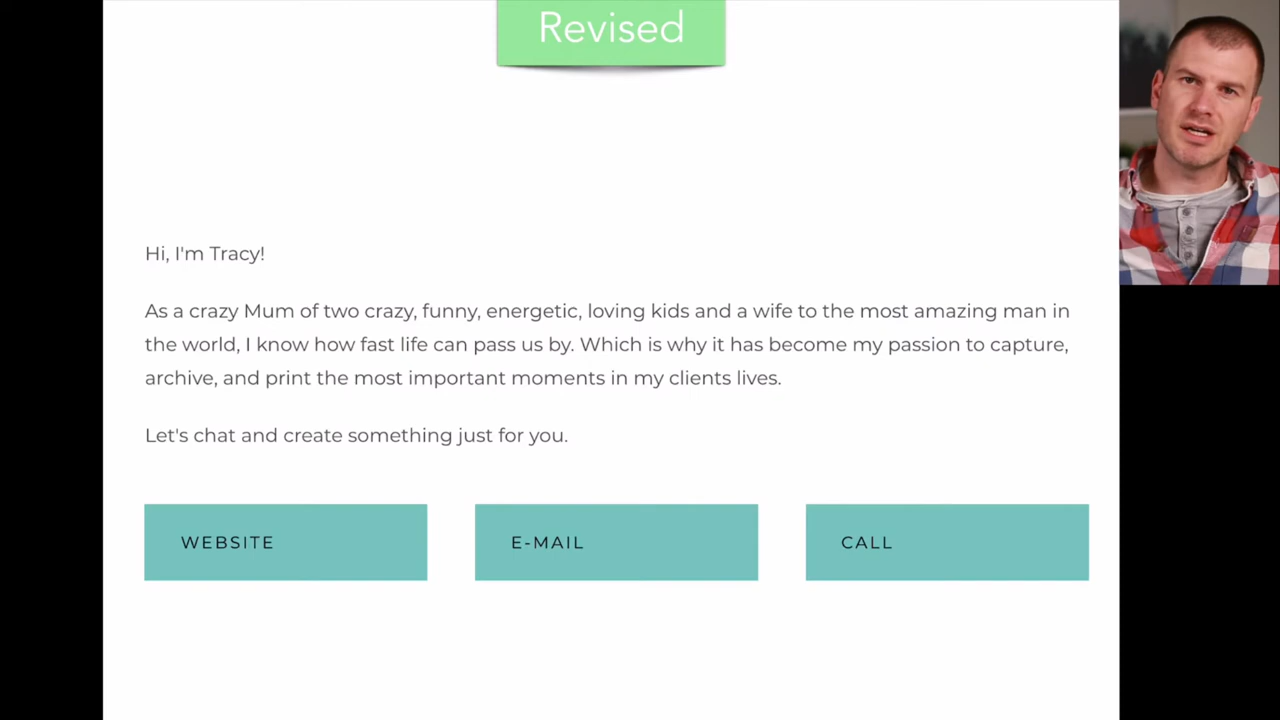 Revised
Hi, I'm Tracy!
As a crazy Mum of two crazy, funny, energetic, loving kids and a wife to the most amazing man in
the world, I know how fast life can pass us by. Which is why it has become my passion to capture,
archive, and print the most important moments in my clients lives.
Let's chat and create something just for you.
WEBSITE
E-MAIL
CALL